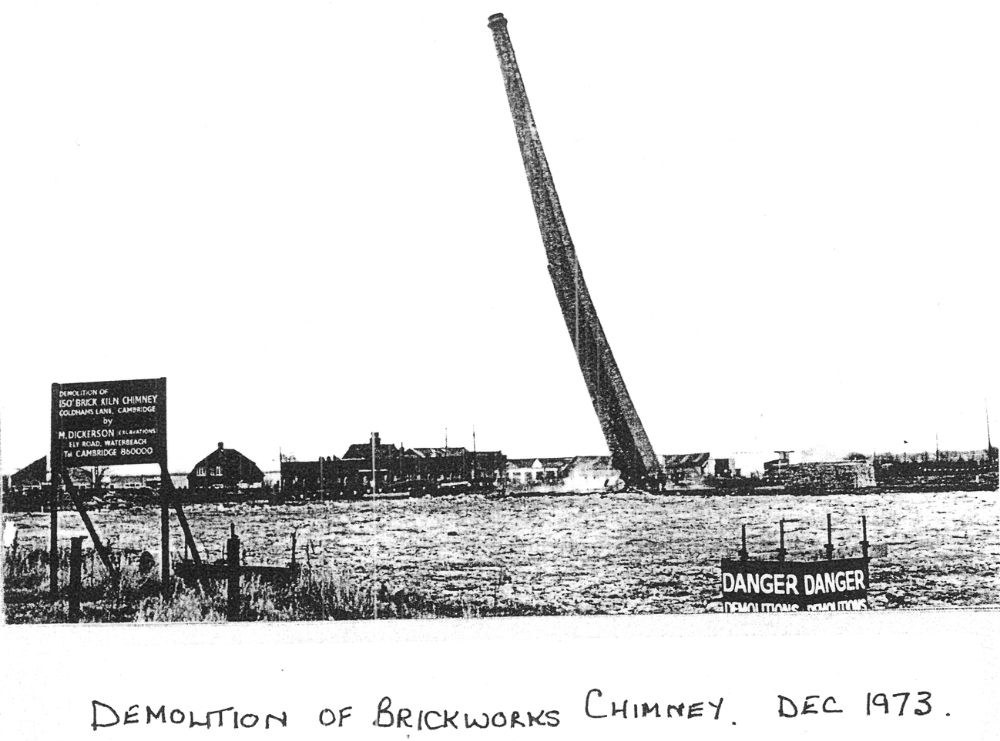 DEMOLITION OF
150' BRICK KILN CHIMNEY
COLDHAMS LANE, CAMBRIDGE
by
M. DICKERSON (EXCAVATIONS)
ELY ROAD, WATERBEACH
Tel CAMBRIDGE 860000
DANGER DANGER
DEMOLITIONS DEMOLITIONS
DEMOLITION OF BRICKWORKS CHIMNEY. DEC 1973.